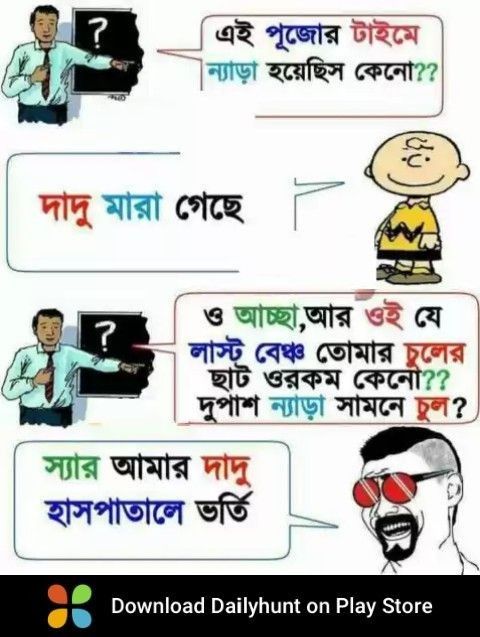 ?
এই পূজোর টাইমে
ন্যাড়া হয়েছিস কেনো??
দাদু মারা গেছে
?
ও আচ্ছা,আর ওই যে
লাস্ট বেঞ্চ তোমার চুলের
ছাট ওরকম কেনো??
দুপাশ ন্যাড়া সামনে চুল?
স্যার আমার দাদু
হাসপাতালে ভর্তি
Download Dailyhunt on Play Store